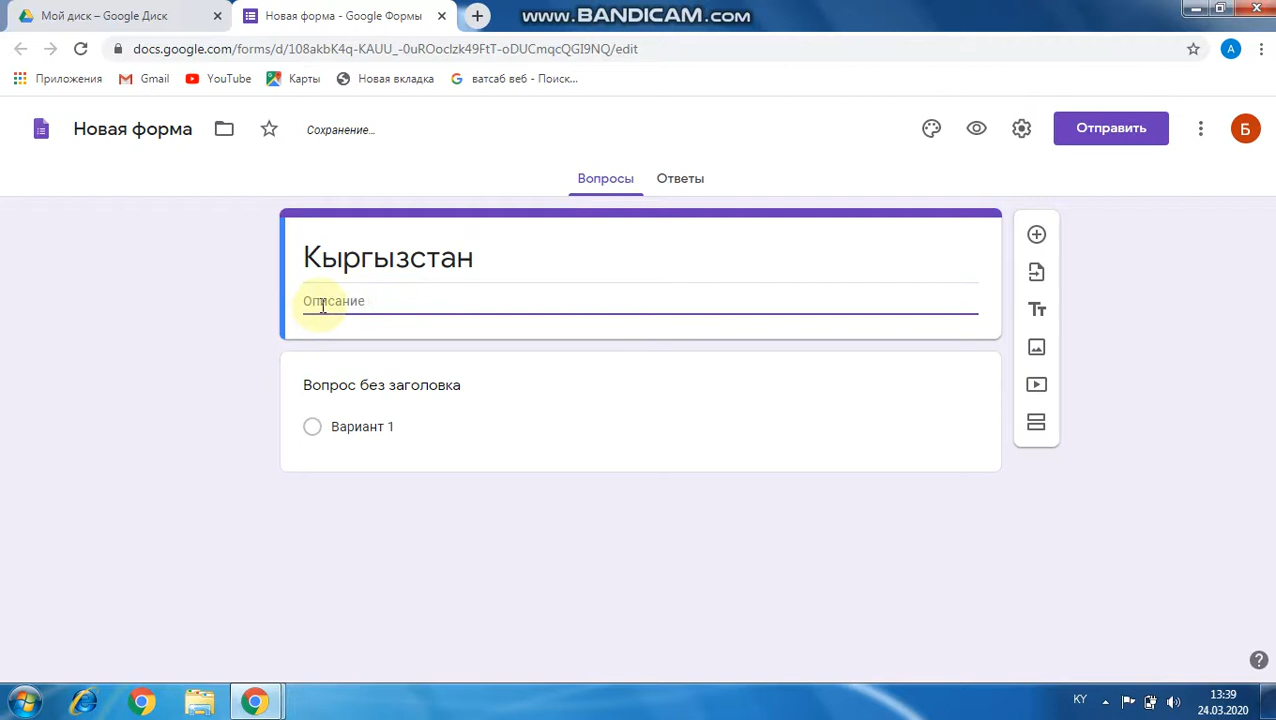 Мой диск – Google Диск
Новая форма - Google Формы
www.BANDICAM.com
docs.google.com/forms/d/108akbK4q-KAUU_-0uROoclzk49FtT-oDUCmqcQGI9NQ/edit
А
Приложения
Gmail
YouTube
Карты
Новая вкладка
ватсаб веб - Поиск...
Новая форма
Сохранение...
Отправить
Б
Вопросы
Ответы
Кыргызстан
Описание
Вопрос без заголовка
Вариант 1
KY
13:39
24.03.2020